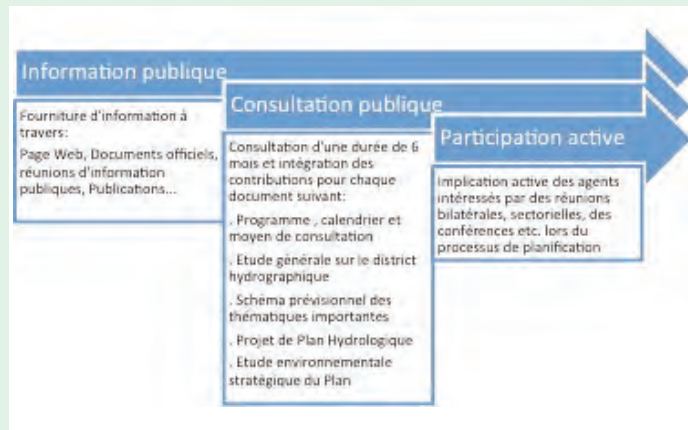 Information publique
Fourniture d'information à
travers:
Page Web, Documents officiels,
réunions d'information
publiques, Publications...
Consultation publique
Consultation d'une durée de 6
mois et intégration des
contributions pour chaque
document suivant:
. Programme , calendrier et
moyen de consultation
. Etude générale sur le district
hydrographique
. Schéma prévisionnel des
thématiques importantes
. Projet de Plan Hydrologique
. Etude environnementale
stratégique du Plan
Participation active
Implication active des agents
intéressés par des réunions
bilatérales, sectorielles, des
conférences etc. lors du
processus de planification